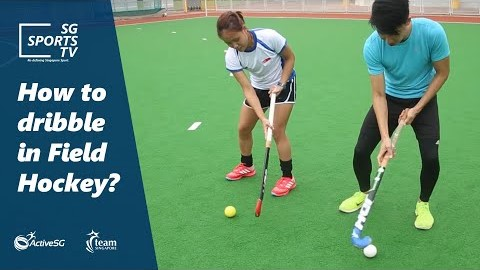 SG
SPORTS
TV
Re-defining Singapore Sport
How to
dribble
in Field
Hockey?
ActiveSG
team
SINGAPORE